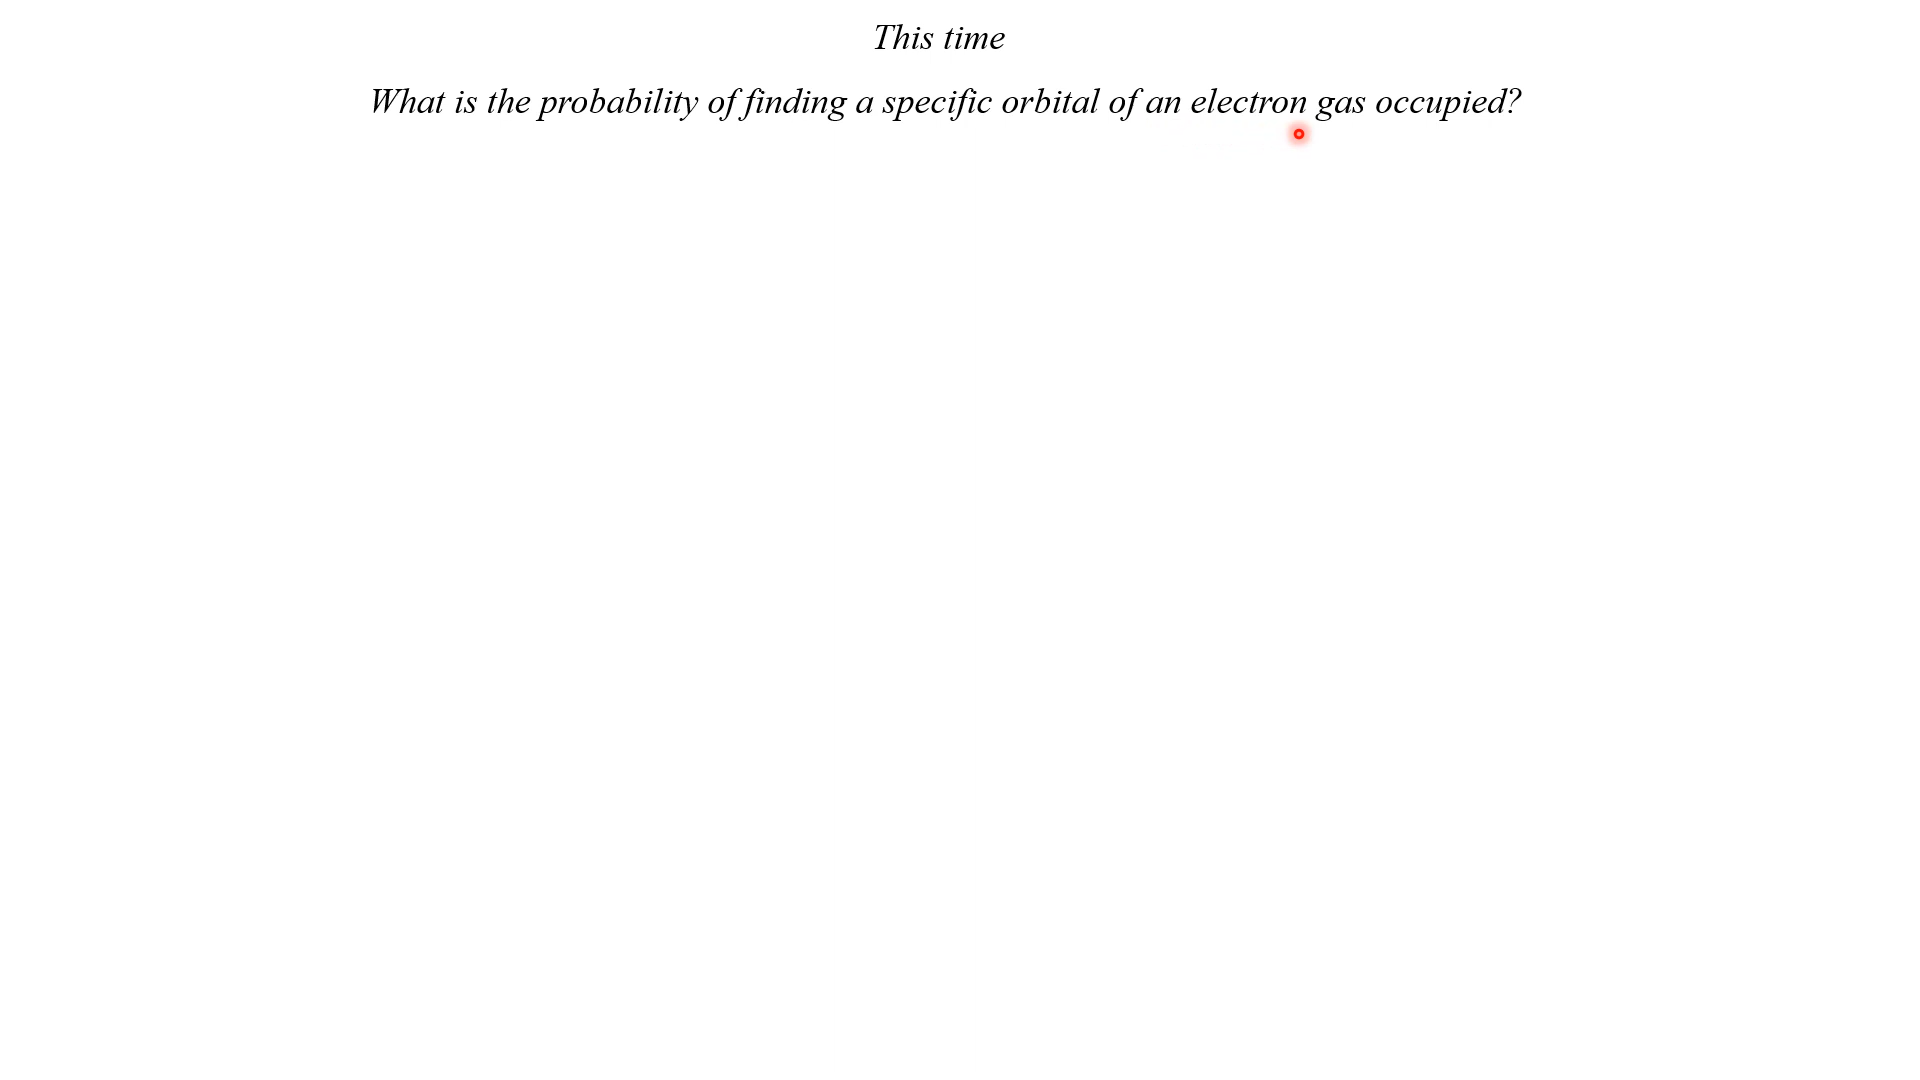 This time
What is the probability of finding a specific orbital of an electron gas occupied?